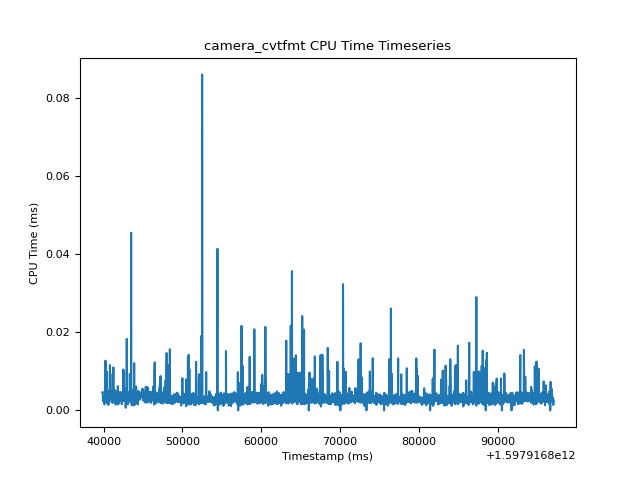 camera_cvtfmt CPU Time Timeseries
CPU Time (ms)
0.08
0.06
0.04
0.02
0.00
40000 50000 60000 70000 80000 90000
Timestamp (ms)
+1.5979168e12